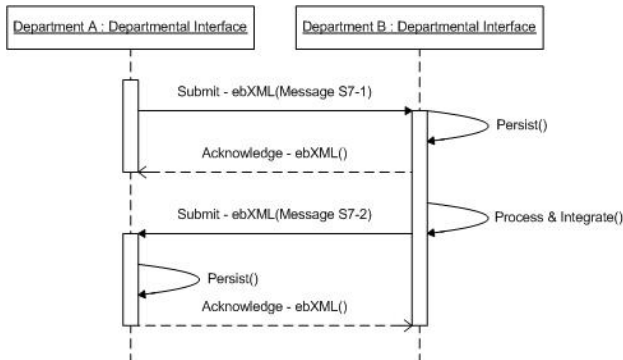 Department A : Departmental Interface
Department B : Departmental Interface
Submit - ebXML(Message S7-1)
Persist()
Acknowledge - ebXML()
Submit - ebXML(Message S7-2)
Process & Integrate()
Persist()
Acknowledge - ebXML()